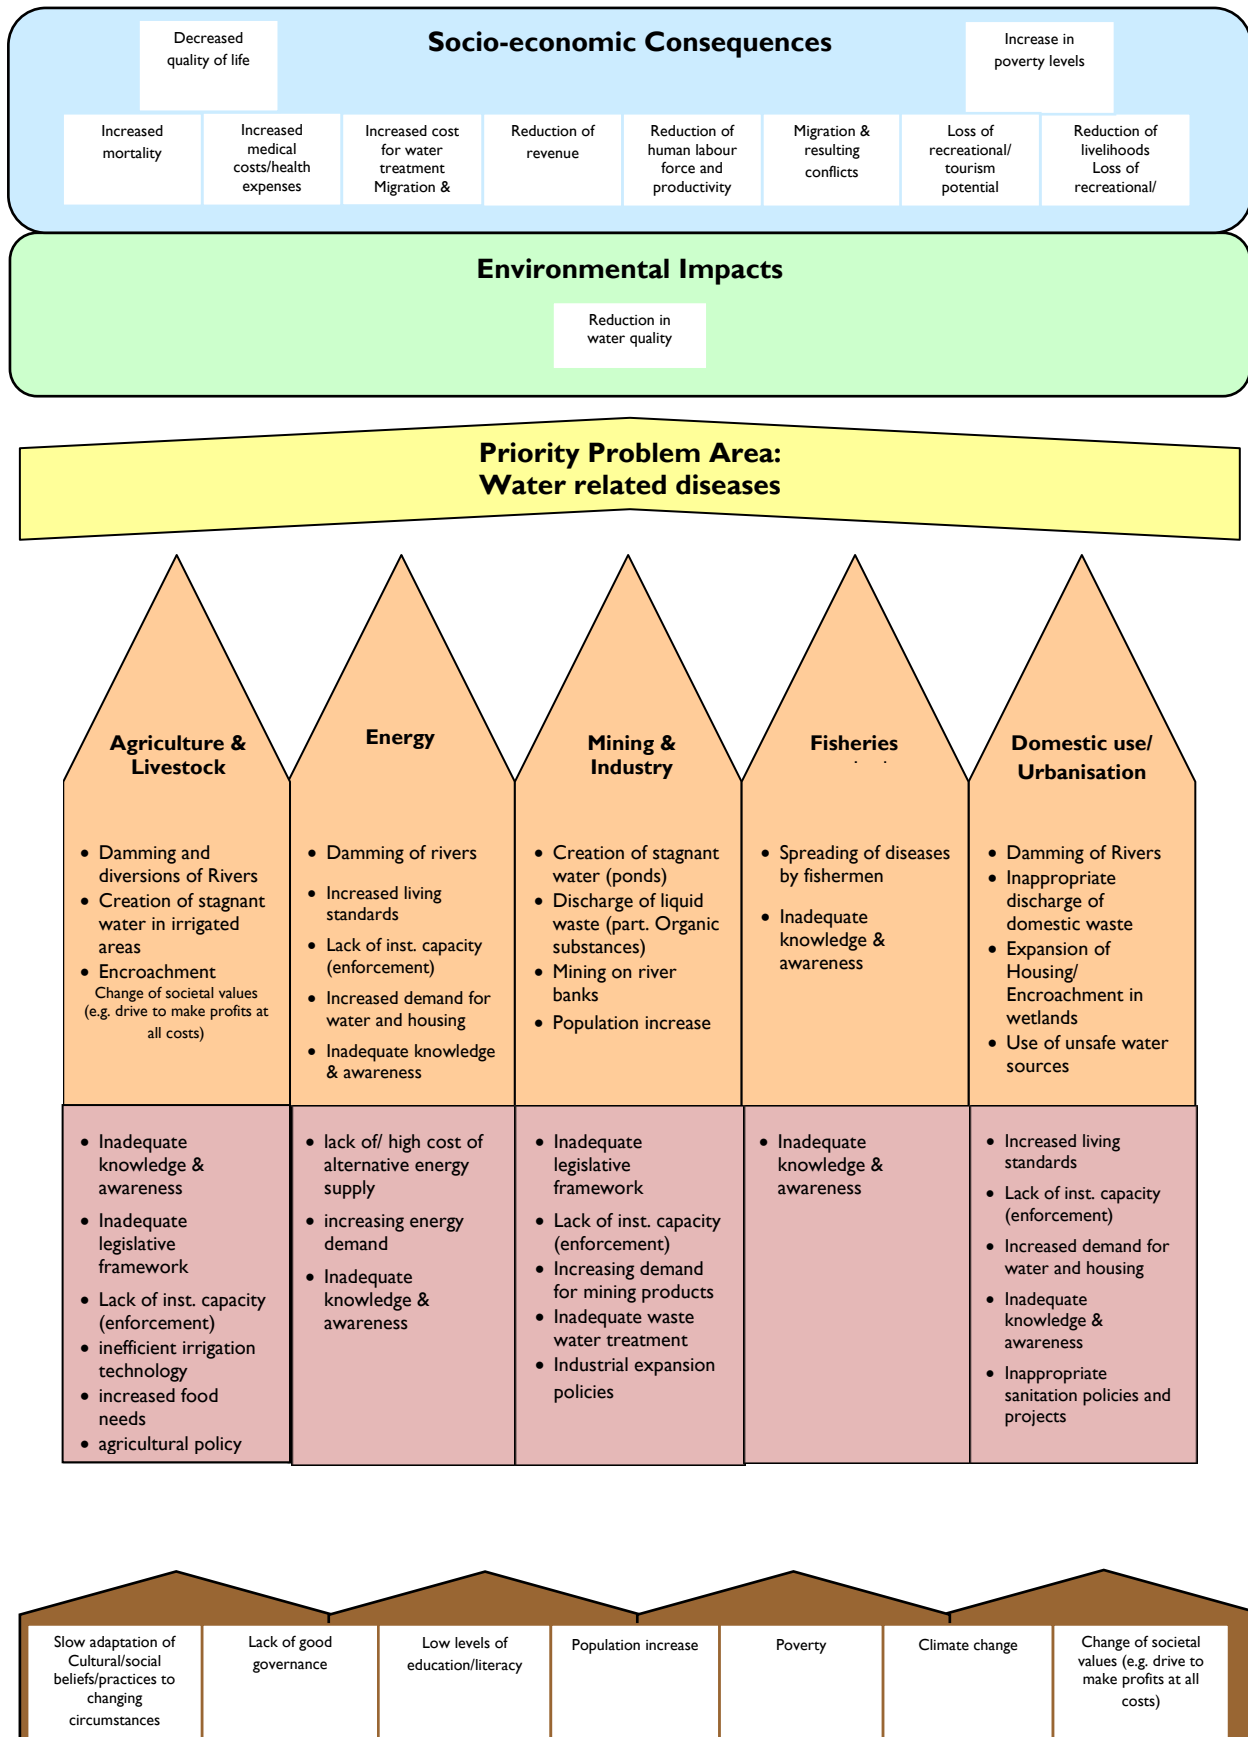 Socio-economic Consequences
Decreased
quality of life
Increase in
poverty levels
Increased
mortality
Increased
medical
costs/health
expenses
Increased cost
for water
treatment
Migration &
Reduction of
revenue
Reduction of
human labour
force and
productivity
Migration &
resulting
conflicts
Loss of
recreational/
tourism
potential
Reduction of
livelihoods
Loss of
recreational/
Environmental Impacts
Reduction in
water quality
Priority Problem Area:
Water related diseases
Agriculture &
Livestock
• Damming and
diversions of Rivers
• Creation of stagnant
water in irrigated
areas
• Encroachment
Change of societal values
(e.g. drive to make profits at
all costs)
Energy
• Damming of rivers
• Increased living
standards
• Lack of inst. capacity
(enforcement)
• Increased demand for
water and housing
• Inadequate knowledge
& awareness
Mining &
Industry
• Creation of stagnant
water (ponds)
• Discharge of liquid
waste (part. Organic
substances)
• Mining on river
banks
• Population increase
Fisheries
• Spreading of diseases
by fishermen
• Inadequate
knowledge &
awareness
Domestic use/
Urbanisation
• Damming of Rivers
• Inappropriate
discharge of
domestic waste
• Expansion of
Housing/
Encroachment in
wetlands
• Use of unsafe water
sources
• Inadequate
knowledge &
awareness
• Inadequate
legislative
framework
• Lack of inst. capacity
(enforcement)
• inefficient irrigation
technology
• increased food
needs
• agricultural policy
• lack of/ high cost of
alternative energy
supply
• increasing energy
demand
• Inadequate
knowledge &
awareness
• Inadequate
legislative
framework
• Lack of inst. capacity
(enforcement)
• Increasing demand
for mining products
• Inadequate waste
water treatment
• Industrial expansion
policies
• Inadequate
knowledge &
awareness
• Increased living
standards
• Lack of inst. capacity
(enforcement)
• Increased demand for
water and housing
• Inadequate
knowledge &
awareness
• Inappropriate
sanitation policies and
projects
Slow adaptation of
Cultural/social
beliefs/practices to
changing
circumstances
Lack of good
governance
Low levels of
education/literacy
Population increase
Poverty
Climate change
Change of societal
values (e.g. drive to
make profits at all
costs)